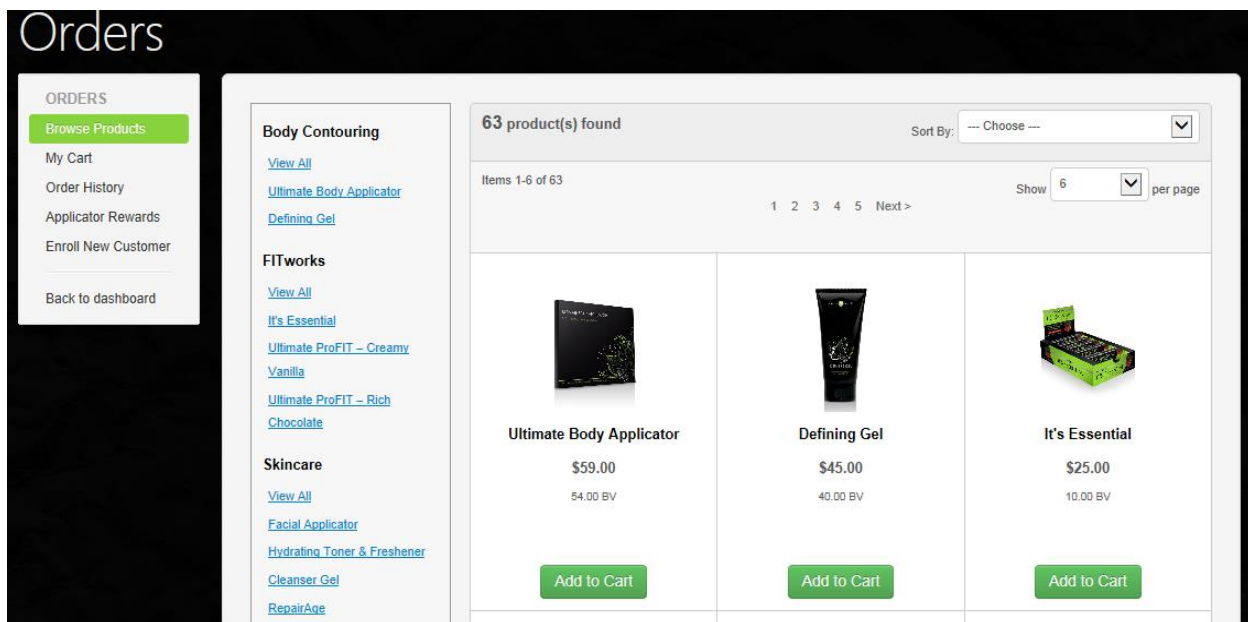 Orders
ORDERS
Browse Products
My Cart
Order History
Applicator Rewards
Enroll New Customer
Back to dashboard
Body Contouring
View All
Ultimate Body Applicator
Defining Gel
FITworks
View All
It's Essential
Ultimate ProFIT – Creamy
Vanilla
Ultimate ProFIT – Rich
Chocolate
Skincare
View All
Facial Applicator
Hydrating Toner & Freshener
Cleanser Gel
RepairAge
63 product(s) found
Sort By: --- Choose ---
Items 1-6 of 63
Show 6 per page
1 2 3 4 5 Next >
Ultimate Body Applicator
$59.00
54.00 BV
Add to Cart
Defining Gel
$45.00
40.00 BV
Add to Cart
It's Essential
$25.00
10.00 BV
Add to Cart